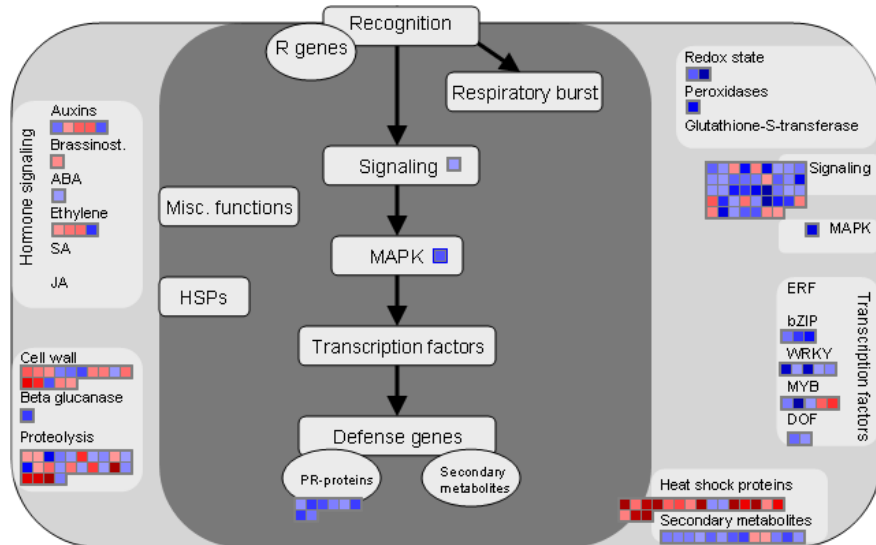 Recognition
R genes
Respiratory burst
Signaling
Misc. functions
MAPK
HSPs
Transcription factors
Defense genes
PR-proteins
Secondary
metabolites
Hormone signaling
Auxins
Brassinost.
ABA
Ethylene
SA
JA
Cell wall
Beta glucanase
Proteolysis
Redox state
Peroxidases
Glutathione-S-transferase
Signaling
MAPK
ERF
bZIP
WRKY
MYB
DOF
Transcription factors
Heat shock proteins
Secondary metabolites